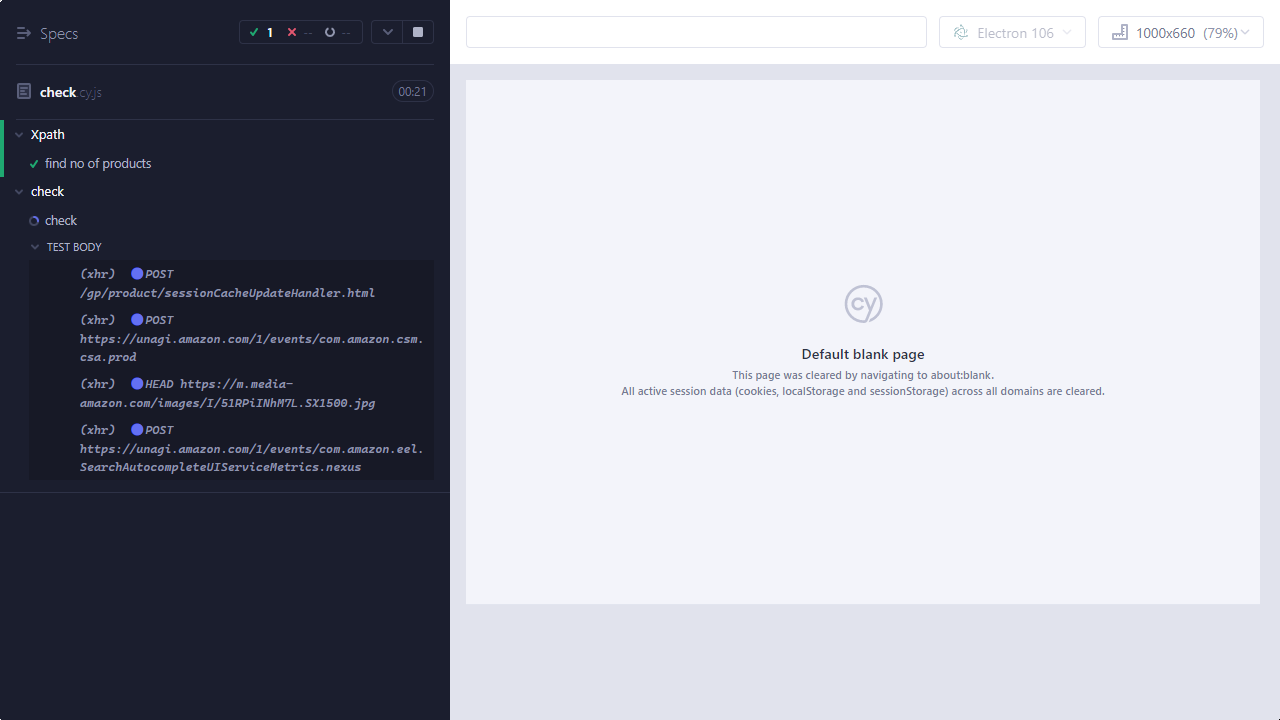 Specs
1
--
--
Electron 106
1000x660 (79%)
check.cy.js
00:21
Xpath
find no of products
check
check
TEST BODY
(xhr) POST
/gp/product/sessionCacheUpdateHandler.html
(xhr) POST
https://unagi.amazon.com/1/events/com.amazon.csm.
csa.prod
(xhr) HEAD https://m.media-
amazon.com/images/I/51RPiINhM7L.SX1500.jpg
(xhr) POST
https://unagi.amazon.com/1/events/com.amazon.eel.
SearchAutocompleteUIServiceMetrics.nexus
cy
Default blank page
This page was cleared by navigating to about:blank.
All active session data (cookies, localStorage and sessionStorage) across all domains are cleared.